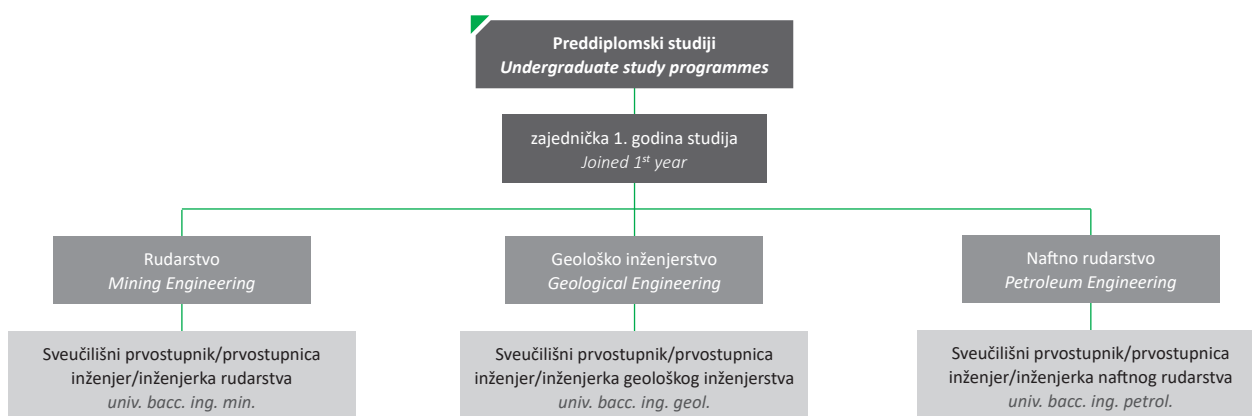 Preddiplomski studiji
Undergraduate study programmes
zajednička 1. godina studija
Joined 1st year
Rudarstvo
Mining Engineering
Geološko inženjerstvo
Geological Engineering
Naftno rudarstvo
Petroleum Engineering
Sveučilišni prvostupnik/prvostupnica
inženjer/inženjerka rudarstva
univ. bacc. ing. min.
Sveučilišni prvostupnik/prvostupnica
inženjer/inženjerka geološkog inženjerstva
univ. bacc. ing. geol.
Sveučilišni prvostupnik/prvostupnica
inženjer/inženjerka naftnog rudarstva
univ. bacc. ing. petrol.